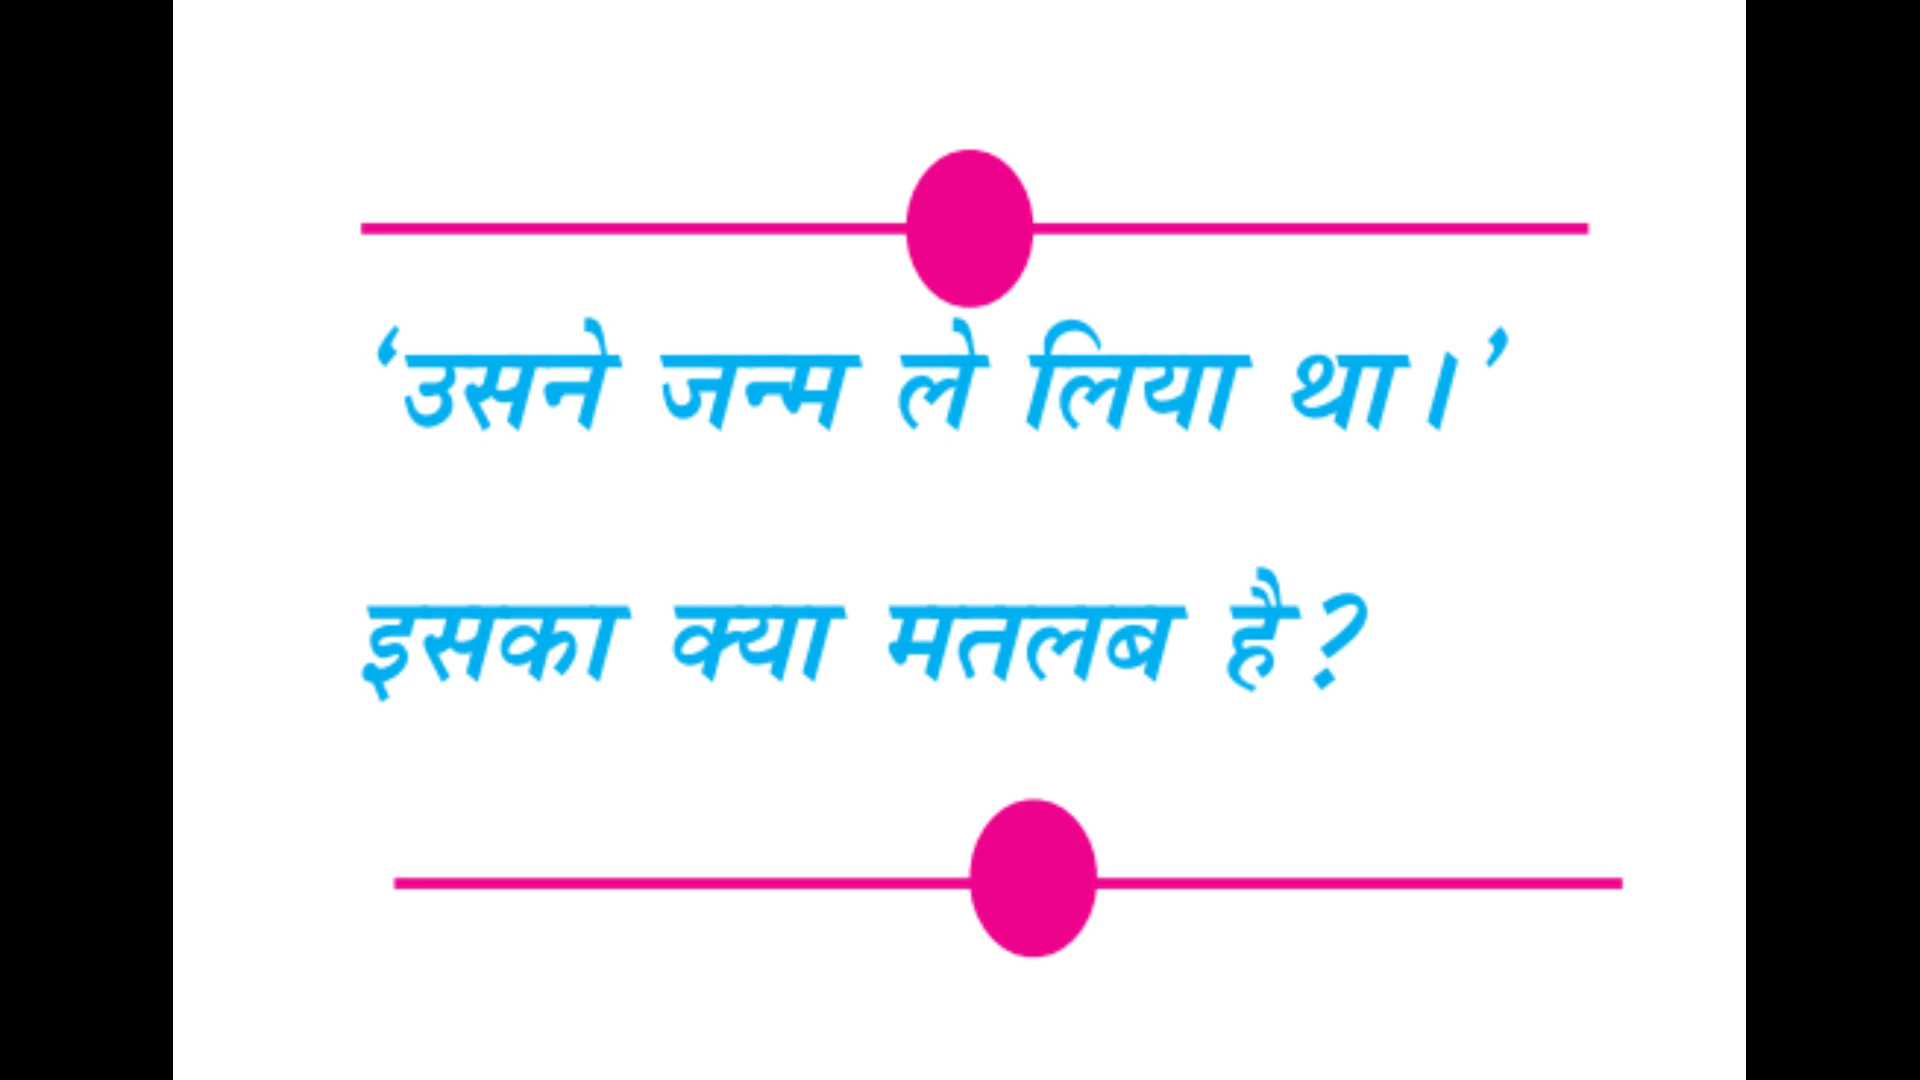 ‘उसने जन्म ले लिया था।’
इसका क्या मतलब है?